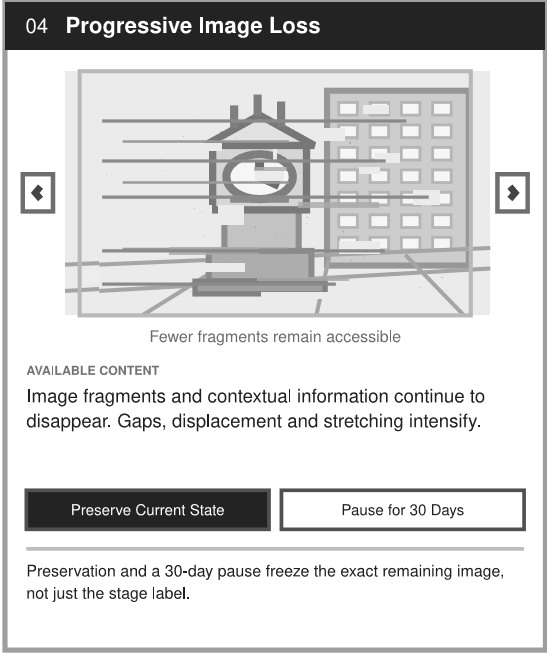 04 Progressive Image Loss
Fewer fragments remain accessible
AVAILABLE CONTENT
Image fragments and contextual information continue to
disappear. Gaps, displacement and stretching intensify.
Preserve Current State
Pause for 30 Days
Preservation and a 30-day pause freeze the exact remaining image,
not just the stage label.